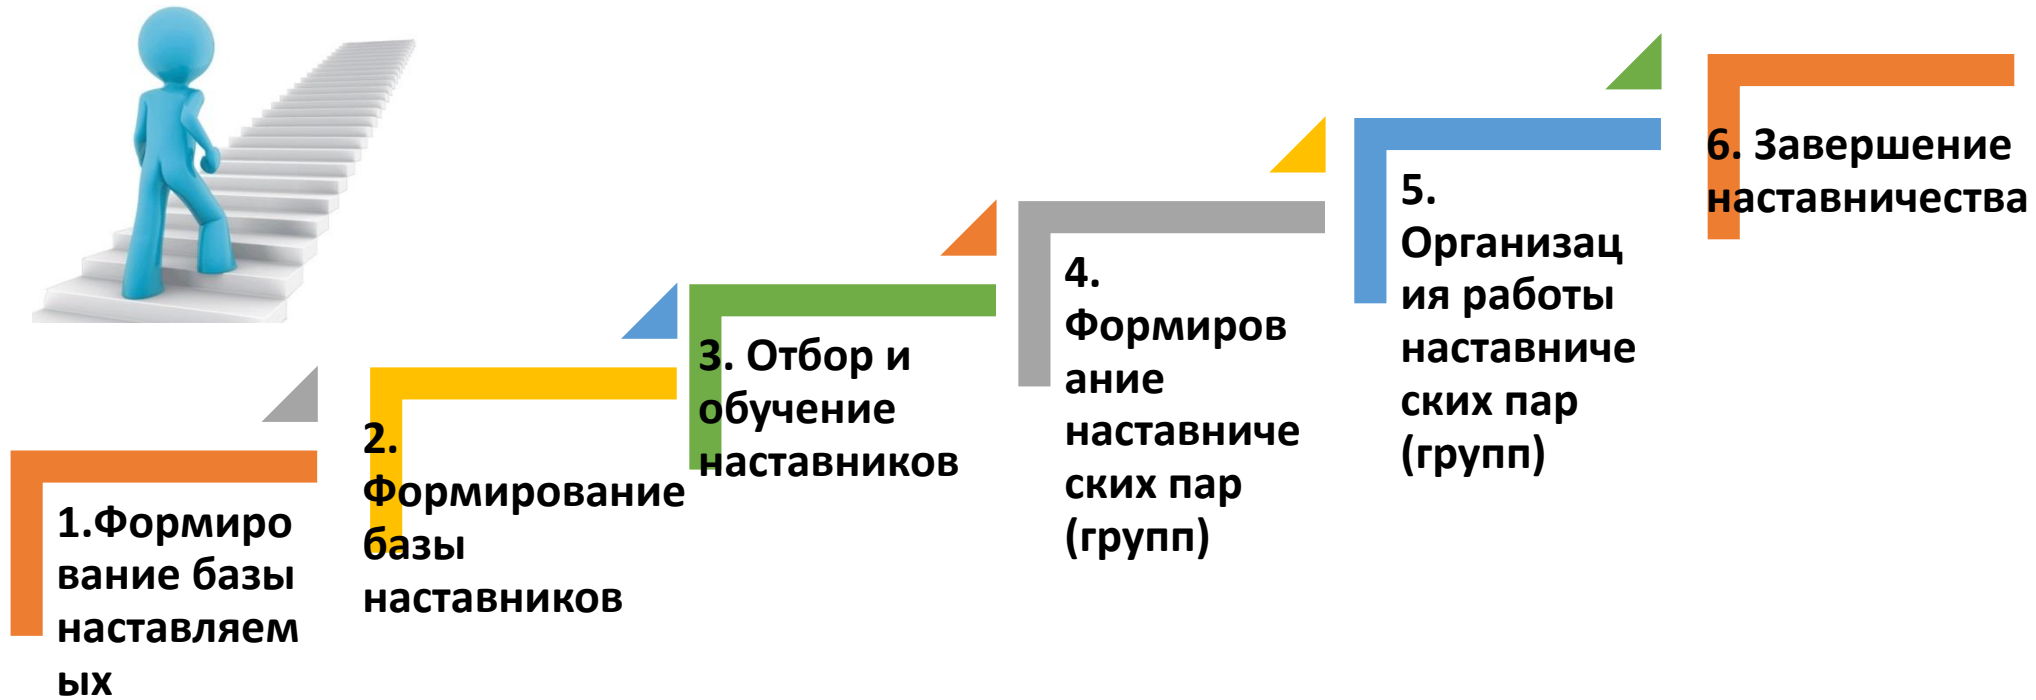 1.Формиро
вание базы
наставляем
ых
2.
Формирование
базы
наставников
3. Отбор и
обучение
наставников
4.
Формиров
ание
наставниче
ских пар
(групп)
5.
Организац
ия работы
наставниче
ских пар
(групп)
6. Завершение
наставничества